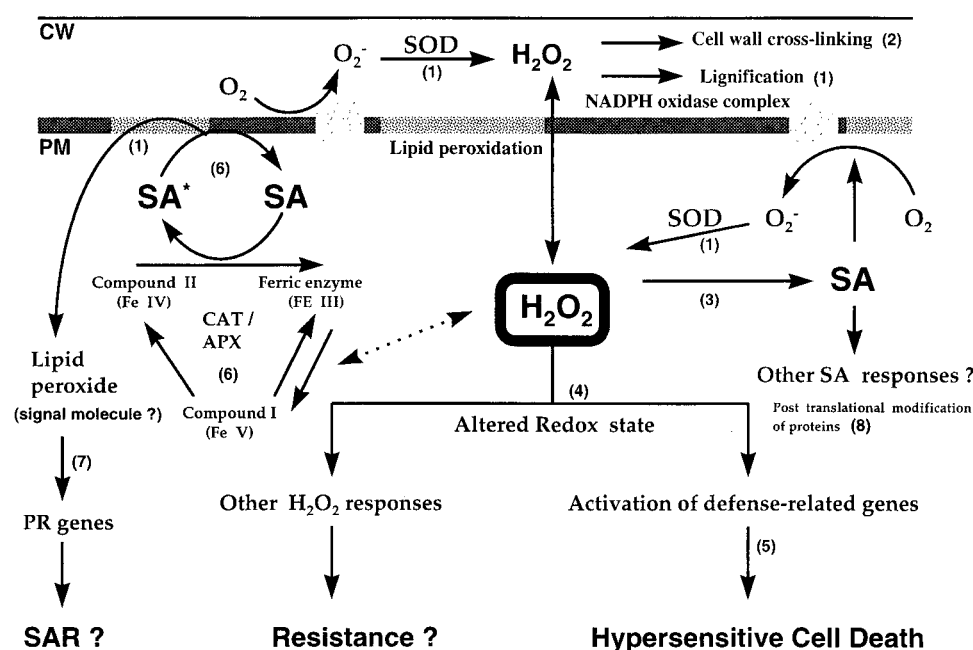 CW
O₂⁻ SOD H₂O₂ Cell wall cross-linking (2)
(1)
O₂ Lignification (1)
NADPH oxidase complex
PM (1) (6) Lipid peroxidation
SA* SA
SOD O₂⁻ O₂
(1)
Compound II Ferric enzyme
(Fe IV) (FE III)
H₂O₂ (3) SA
CAT /
APX
(6)
Lipid
peroxide
(signal molecule ?)
Compound I
(Fe V)
(4)
Altered Redox state
Other SA responses ?
Post translational modification
of proteins (8)
(7)
PR genes Other H₂O₂ responses Activation of defense-related genes
(5)
SAR ? Resistance ? Hypersensitive Cell Death